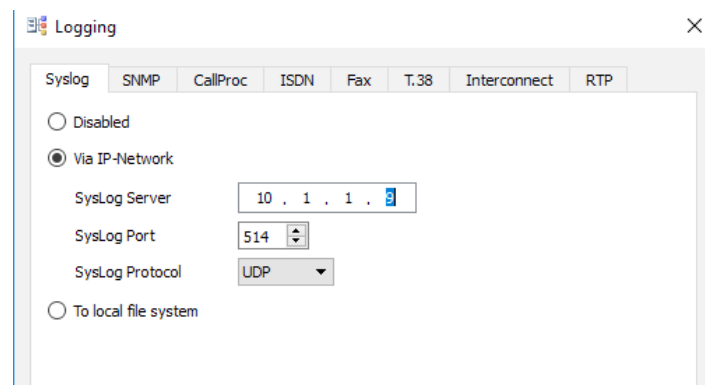 Logging
Syslog SNMP CallProc ISDN Fax T.38 Interconnect RTP
Disabled
Via IP-Network
SysLog Server 10 . 1 . 1 . 9
SysLog Port 514
SysLog Protocol UDP
To local file system